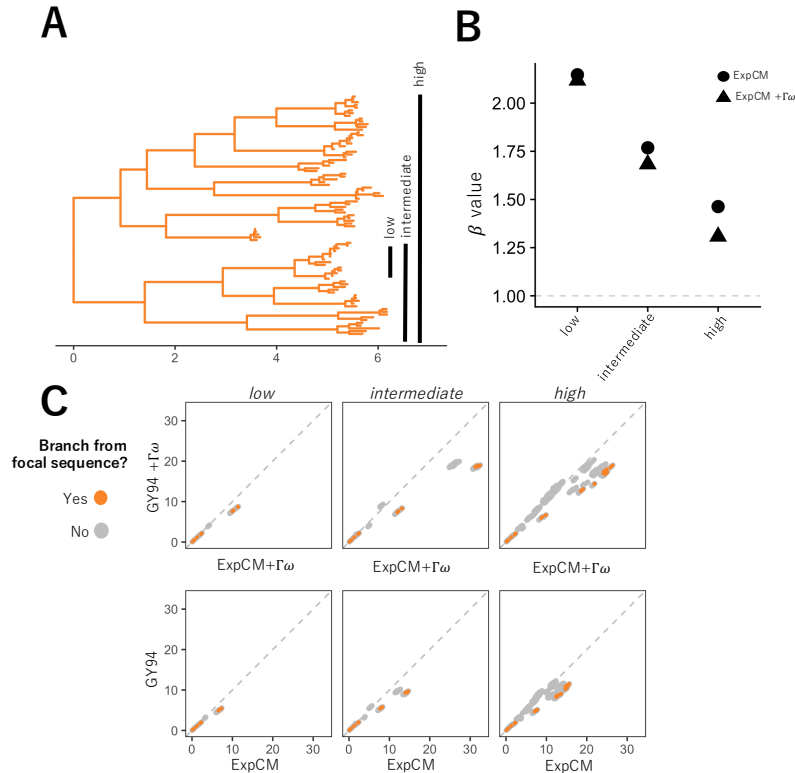 A
high
intermediate
low
0 2 4 6
B
ExpCM
ExpCM +Γω
β value
2.00
1.75
1.50
1.25
1.00
low intermediate high
C
Branch from
focal sequence?
Yes
No
low intermediate high
GY94 +Γω
30
20
10
0
ExpCM+Γω ExpCM+Γω ExpCM+Γω
GY94
30
20
10
0
0 10 20 30 0 10 20 30 0 10 20 30
ExpCM ExpCM ExpCM